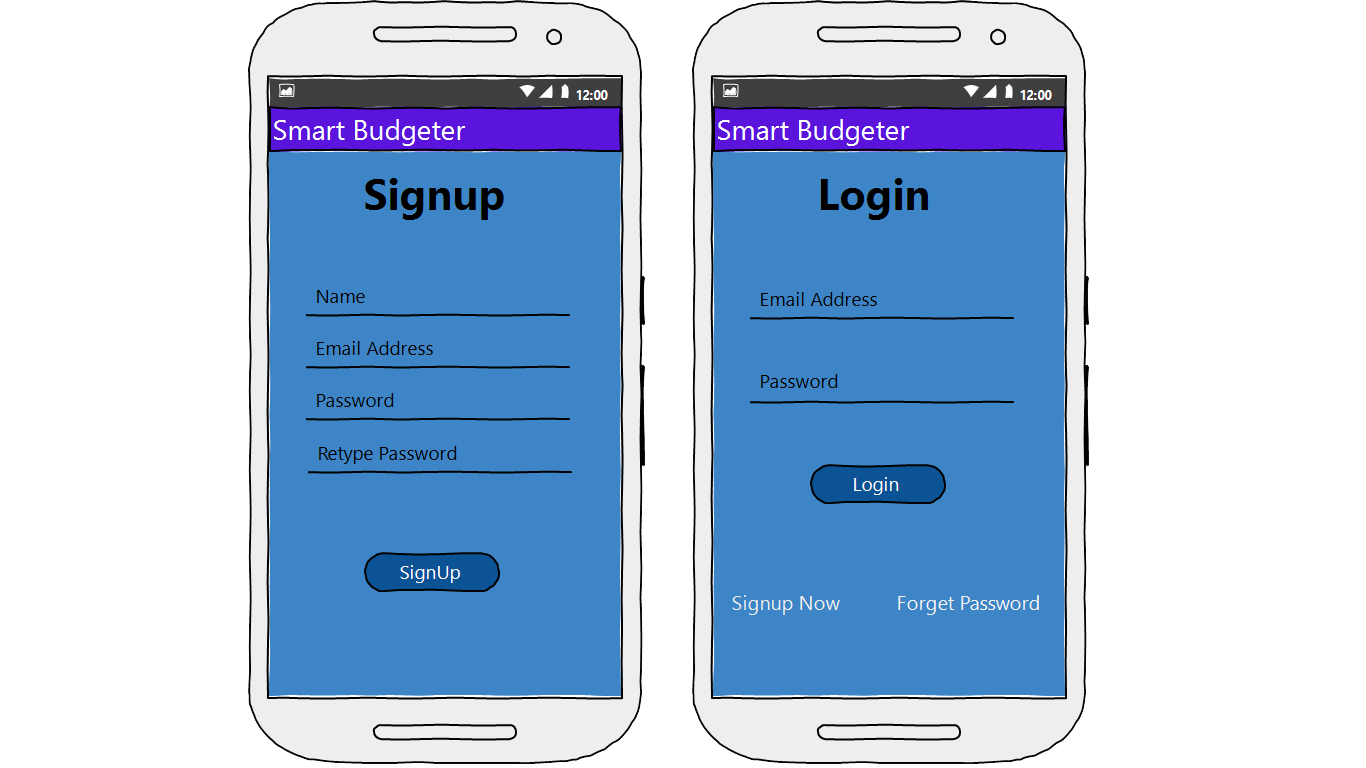 12:00
Smart Budgeter
Signup
Name
Email Address
Password
Retype Password
SignUp
12:00
Smart Budgeter
Login
Email Address
Password
Login
Signup Now
Forget Password